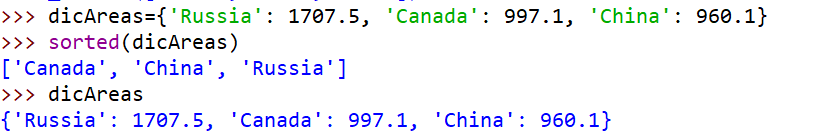 >>> dicAreas={'Russia': 1707.5, 'Canada': 997.1, 'China': 960.1}
>>> sorted(dicAreas)
['Canada', 'China', 'Russia']
>>> dicAreas
{'Russia': 1707.5, 'Canada': 997.1, 'China': 960.1}